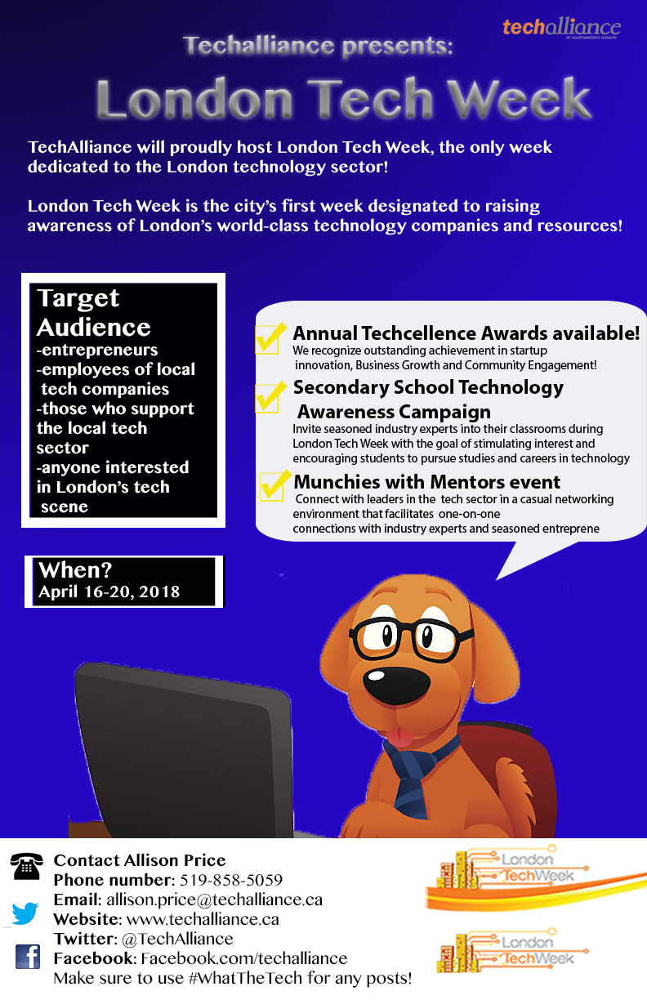 techalliance
of southwestern ontario
Techalliance presents:
London Tech Week
TechAlliance will proudly host London Tech Week, the only week
dedicated to the London technology sector!
London Tech Week is the city's first week designated to raising
awareness of London's world-class technology companies and resources!
Target
Audience
-entrepreneurs
-employees of local
tech companies
-those who support
the local tech
sector
-anyone interested
in London's tech
scene
When?
April 16-20, 2018
Annual Techcellence Awards available!
We recognize outstanding achievement in startup
innovation, Business Growth and Community Engagement!
Secondary School Technology
Awareness Campaign
Invite seasoned industry experts into their classrooms during
London Tech Week with the goal of stimulating interest and
encouraging students to pursue studies and careers in technology
Munchies with Mentors event
Connect with leaders in the tech sector in a casual networking
environment that facilitates one-on-one
connections with industry experts and seasoned entreprene
Contact Allison Price
Phone number: 519-858-5059
Email: allison.price@techalliance.ca
Website: www.techalliance.ca
Twitter: @TechAlliance
Facebook: Facebook.com/techalliance
Make sure to use #WhatTheTech for any posts!
London
TechWeek
London
TechWeek